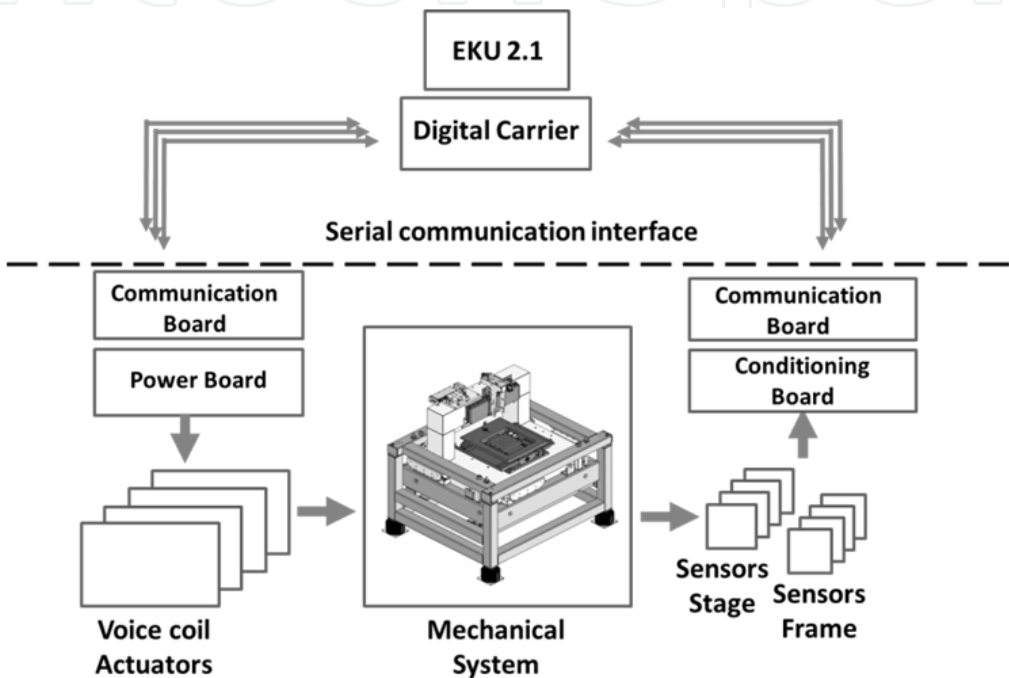 EKU 2.1
Digital Carrier
Serial communication interface
Communication
Board
Power Board
Communication
Board
Conditioning
Board
Voice coil
Actuators
Mechanical
System
Sensors
Stage
Sensors
Frame